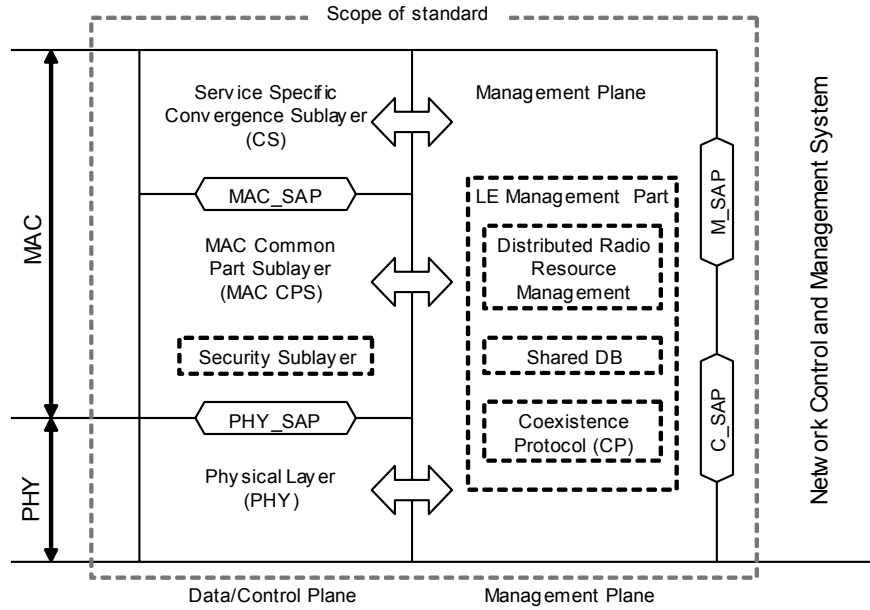 Scope of standard
Service Specific
Convergence Sublayer
(CS)
Management Plane
MAC_SAP
LE Management Part
MAC Common
Part Sublayer
(MAC CPS)
Distributed Radio
Resource
Management
Security Sublayer
Shared DB
PHY_SAP
Coexistence
Protocol (CP)
Physical Layer
(PHY)
MAC
PHY
M_SAP
C_SAP
Network Control and Management System
Data/Control Plane
Management Plane